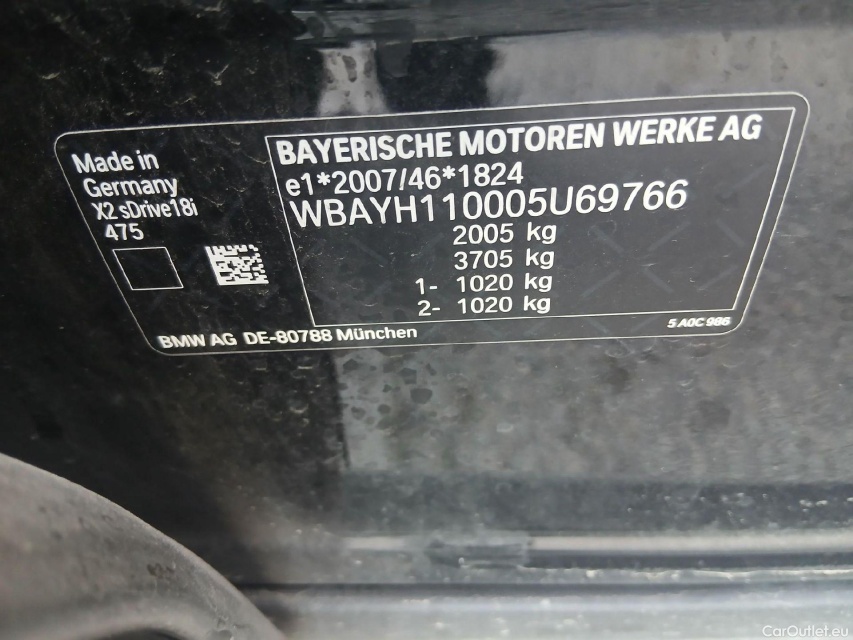 Made in
Germany
X2 sDrive18i
475
BAYERISCHE MOTOREN WERKE AG
e1*2007/46*1824
WBAYH110005U69766
2005 kg
3705 kg
1- 1020 kg
2- 1020 kg
BMW AG DE-80788 München
5 A0C 986
CarOutlet.eu